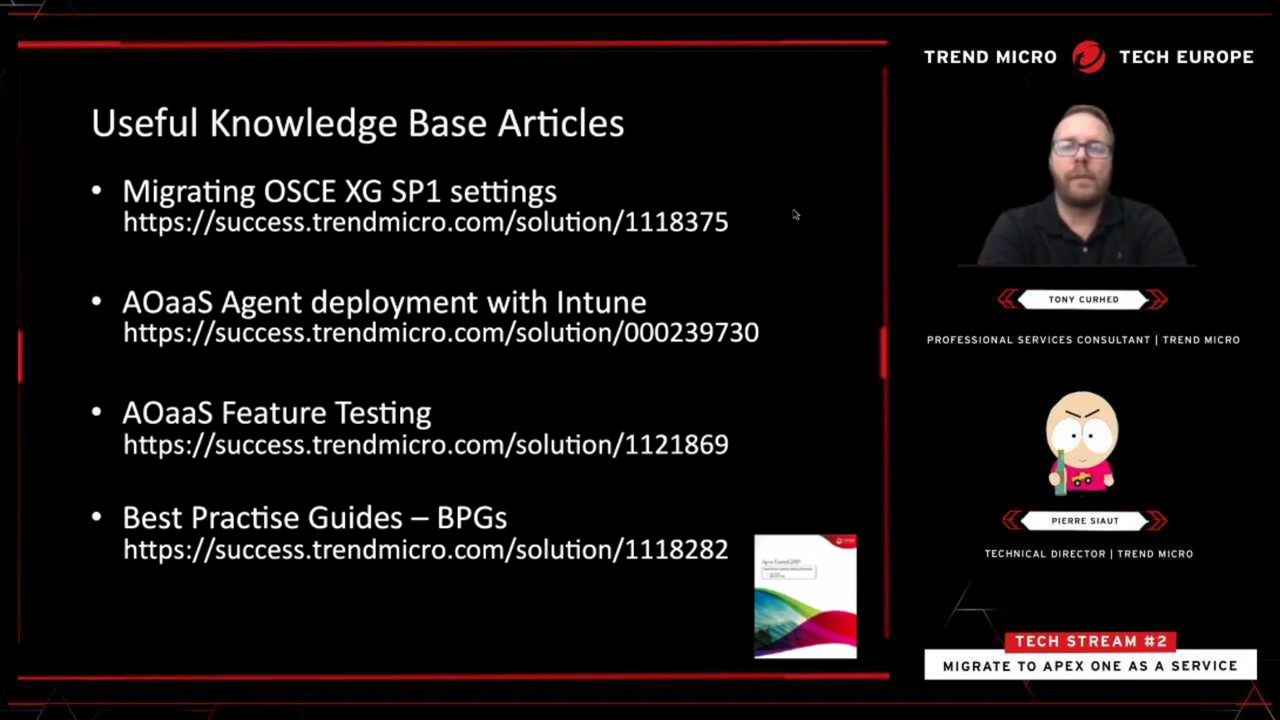 Useful Knowledge Base Articles
• Migrating OSCE XG SP1 settings
https://success.trendmicro.com/solution/1118375
• AOaaS Agent deployment with Intune
https://success.trendmicro.com/solution/000239730
• AOaaS Feature Testing
https://success.trendmicro.com/solution/1121869
• Best Practise Guides – BPGs
https://success.trendmicro.com/solution/1118282
TREND MICRO TECH EUROPE
TONY CURHED
PROFESSIONAL SERVICES CONSULTANT | TREND MICRO
PIERRE SIAUT
TECHNICAL DIRECTOR | TREND MICRO
TECH STREAM #2
MIGRATE TO APEX ONE AS A SERVICE